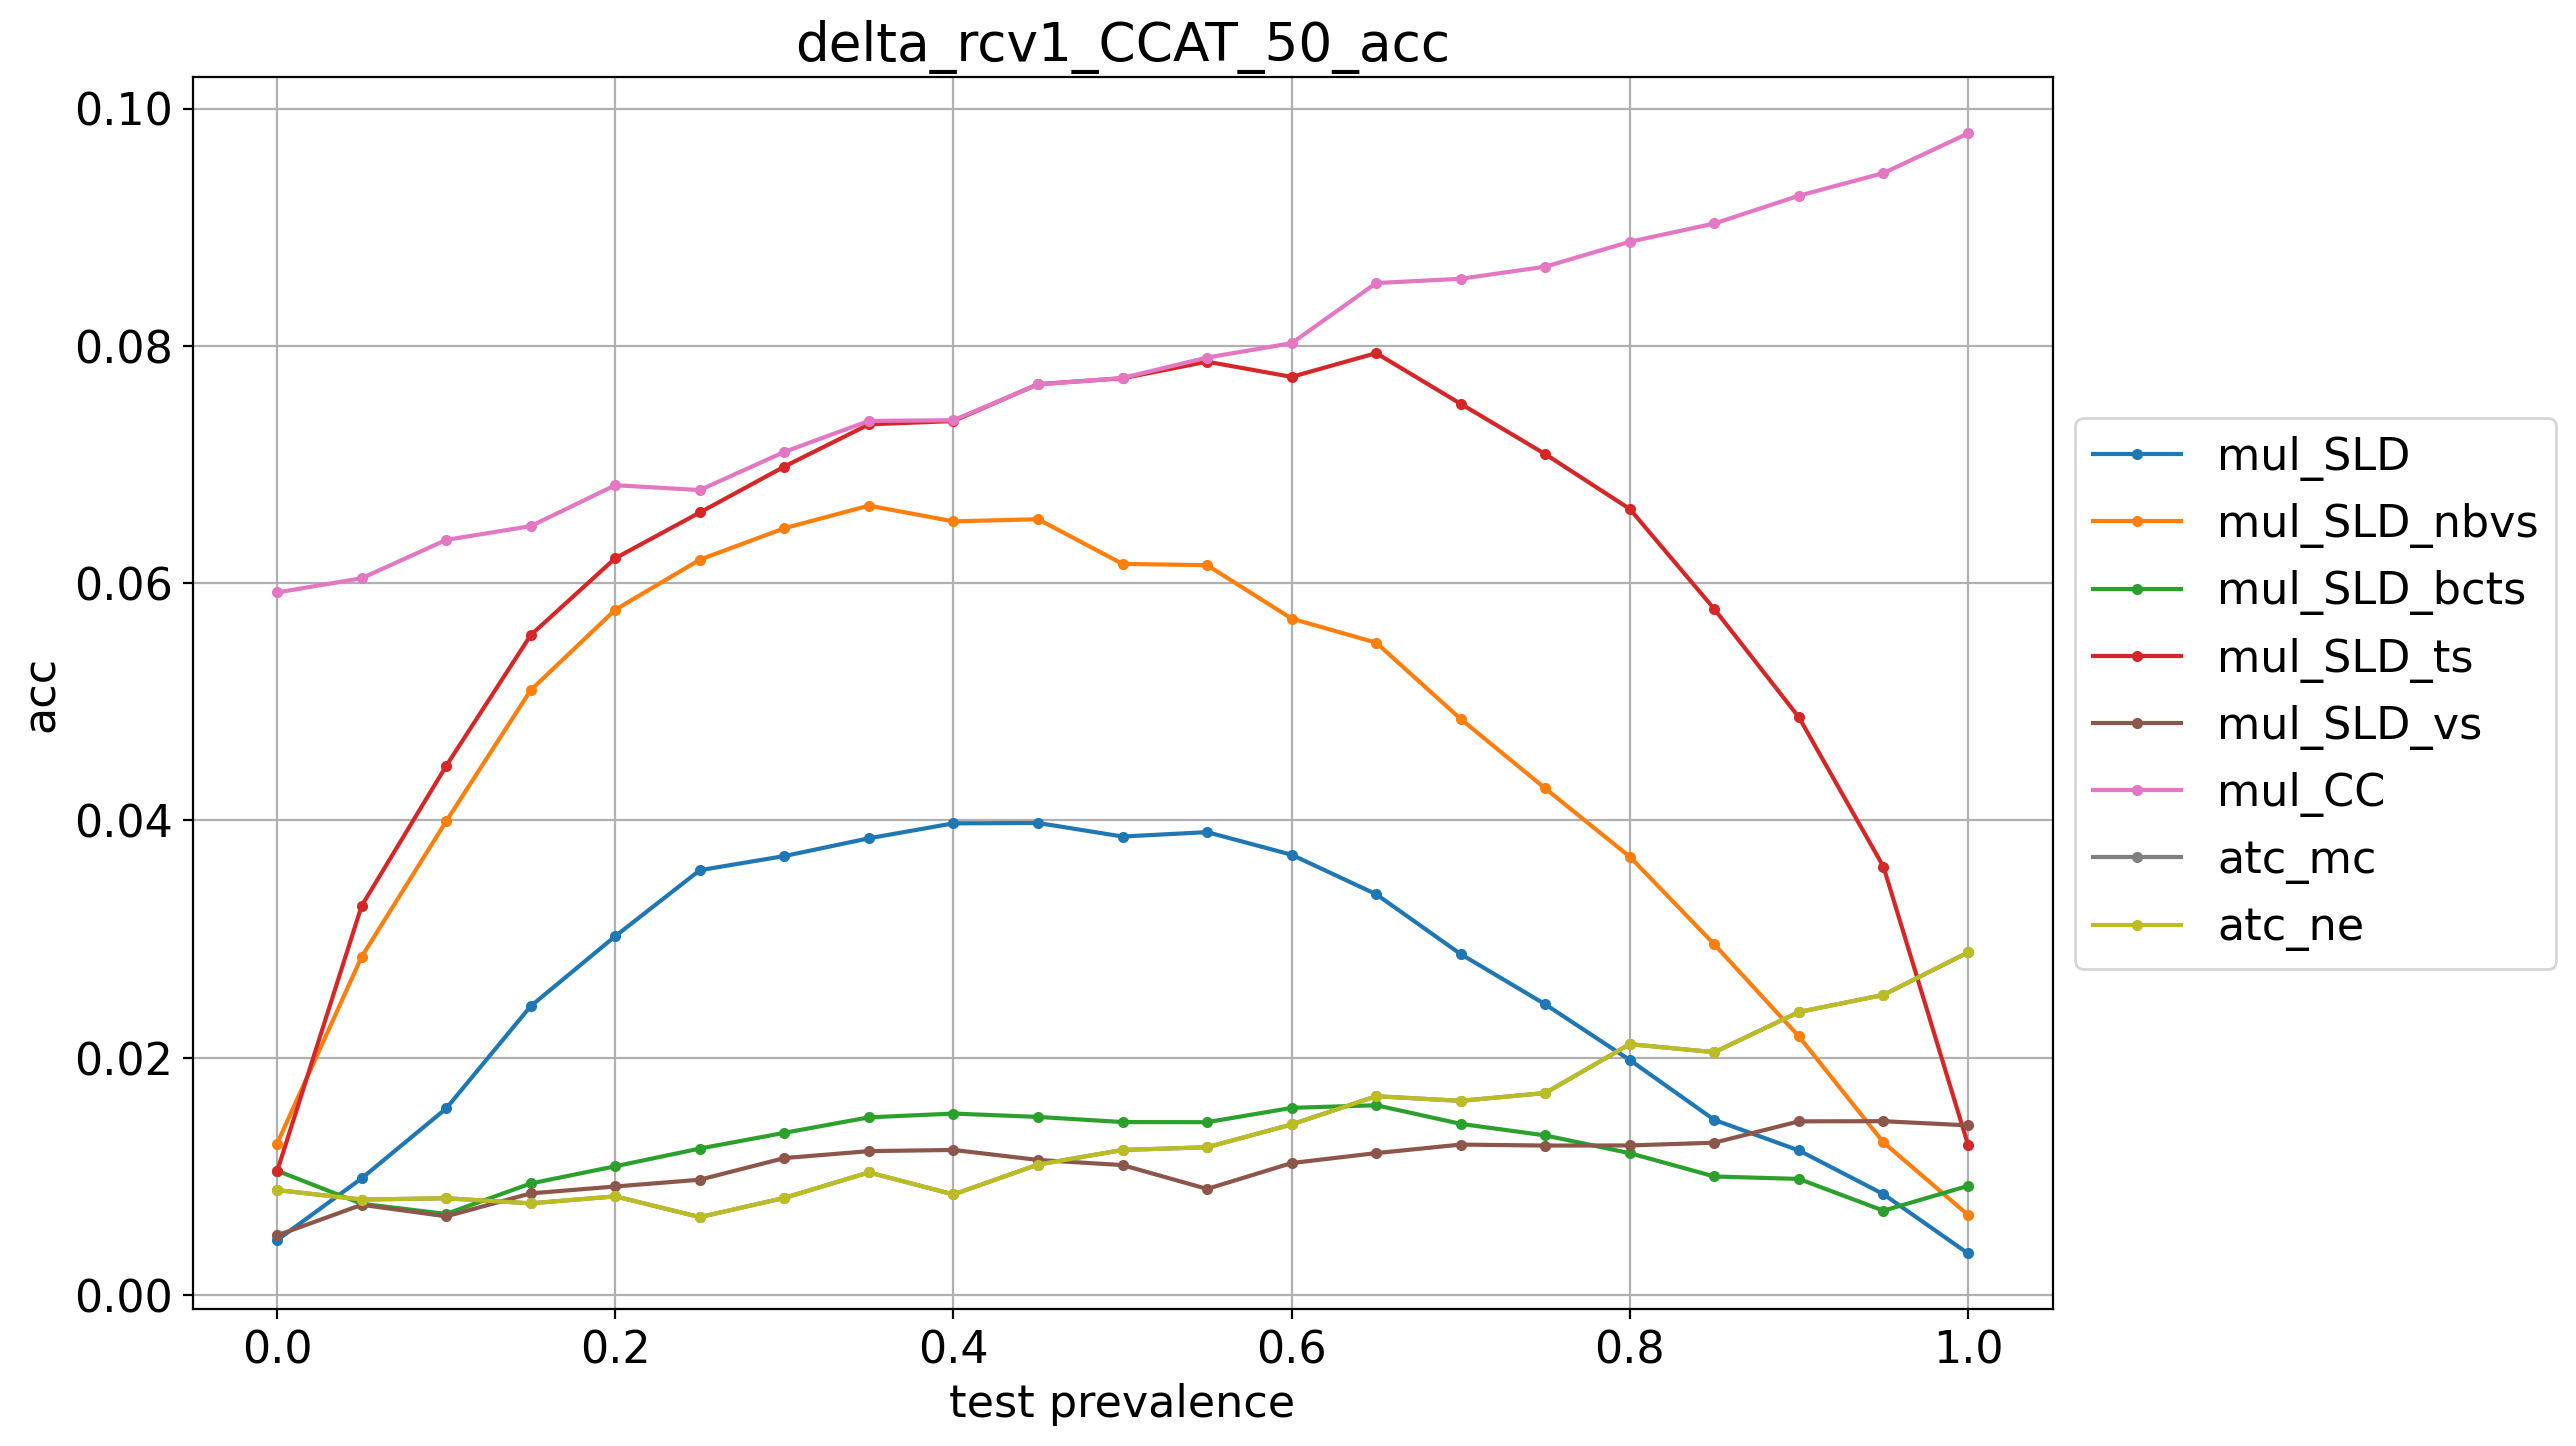 delta_rcv1_CCAT_50_acc
0.10
0.08
0.06
0.04
0.02
0.00
acc
0.0 0.2 0.4 0.6 0.8 1.0
test prevalence
mul_SLD
mul_SLD_nbvs
mul_SLD_bcts
mul_SLD_ts
mul_SLD_vs
mul_CC
atc_mc
atc_ne